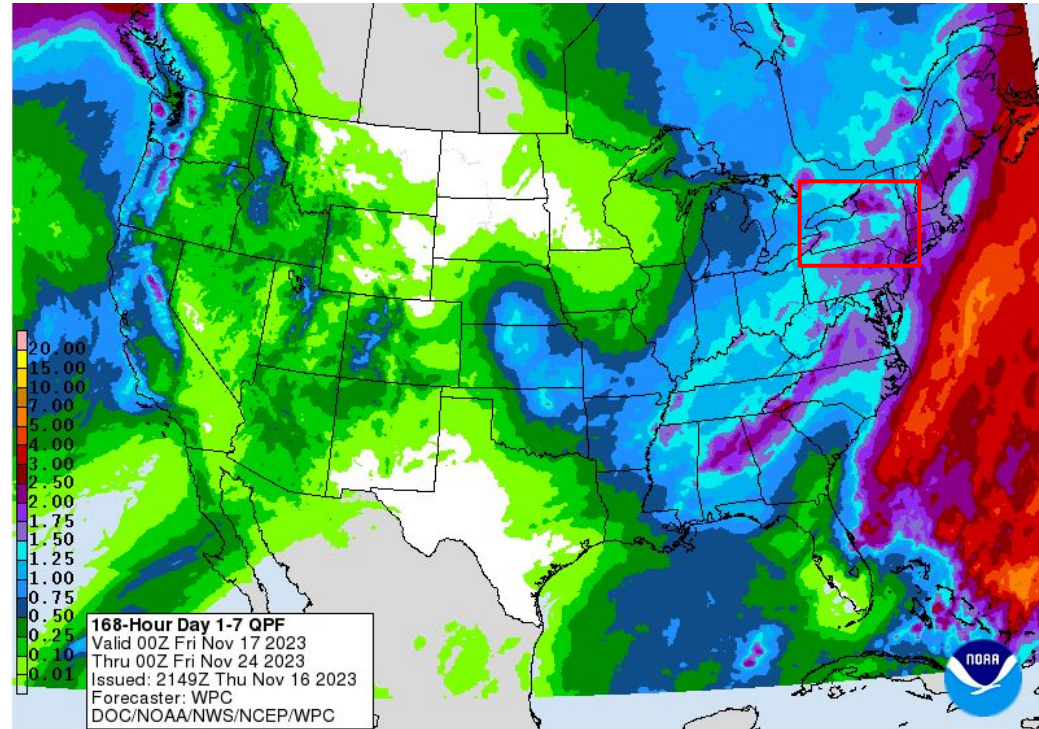 20.00
15.00
10.00
7.00
5.00
4.00
3.00
2.50
2.00
1.75
1.50
1.25
1.00
0.75
0.50
0.25
0.10
0.01
168-Hour Day 1-7 QPF
Valid 00Z Fri Nov 17 2023
Thru 00Z Fri Nov 24 2023
Issued: 2149Z Thu Nov 16 2023
Forecaster: WPC
DOC/NOAA/NWS/NCEP/WPC
NOAA